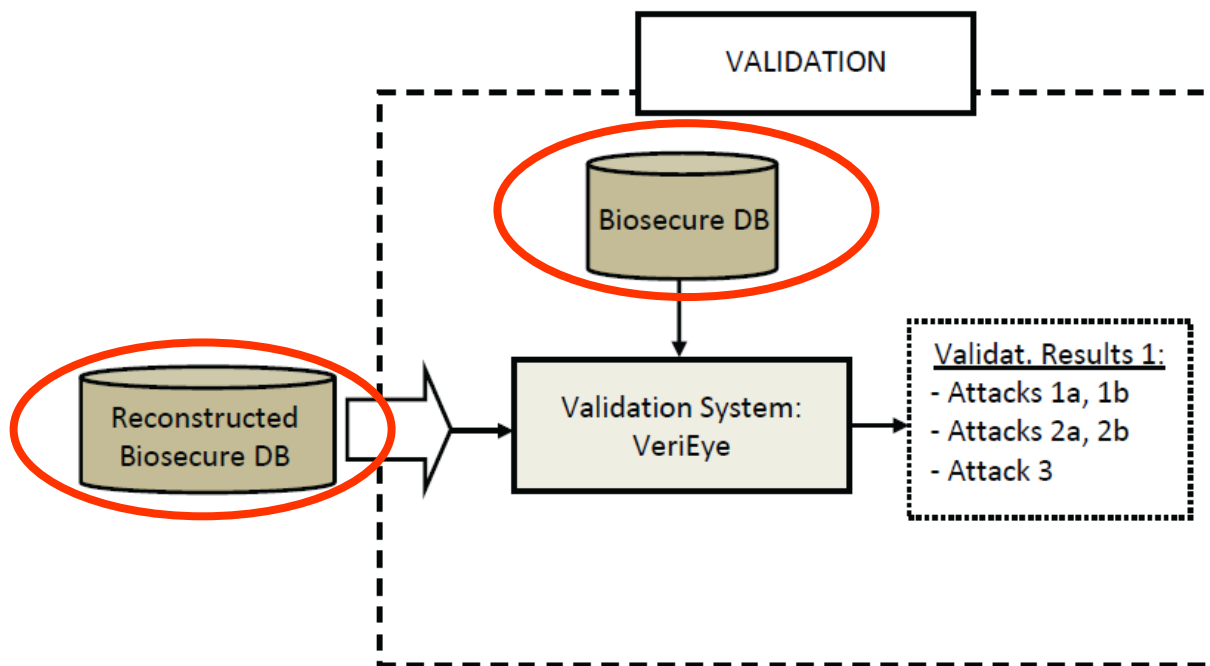 VALIDATION
Biosecure DB
Reconstructed
Biosecure DB
Validation System:
VeriEye
Validat. Results 1:
- Attacks 1a, 1b
- Attacks 2a, 2b
- Attack 3